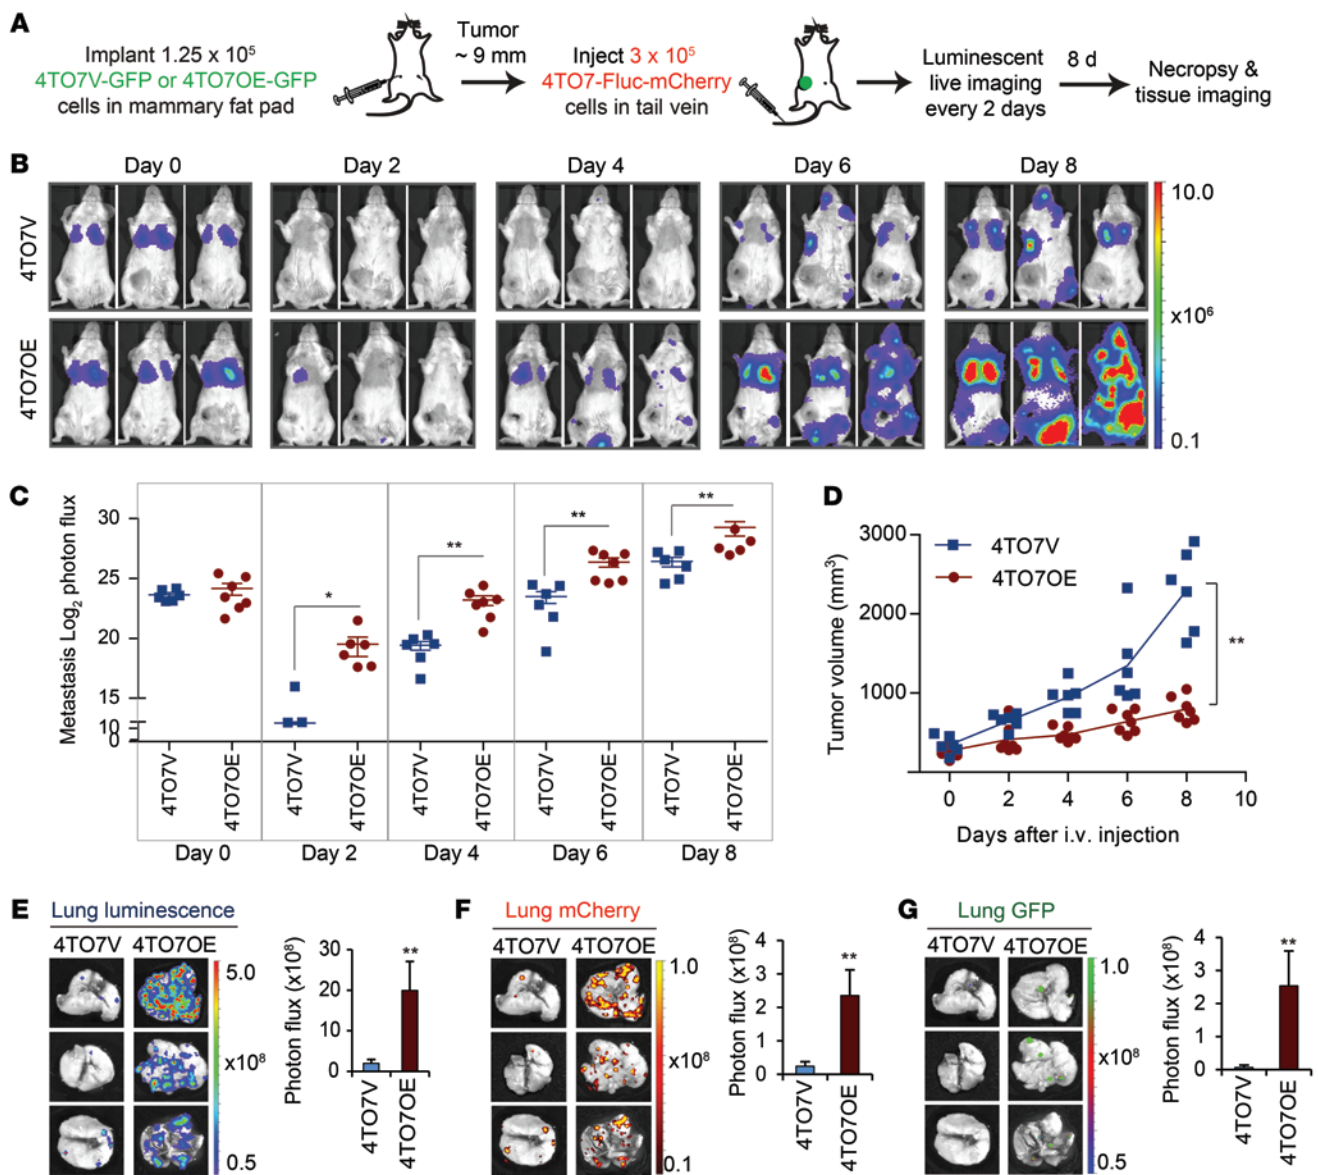 A
Implant 1.25 x 10⁵
4TO7V-GFP or 4TO7OE-GFP
cells in mammary fat pad
Tumor
~ 9 mm
Inject 3 x 10⁵
4TO7-Fluc-mCherry
cells in tail vein
Luminescent
live imaging
every 2 days
8 d
Necropsy &
tissue imaging
B
Day 0 Day 2 Day 4 Day 6 Day 8
4TO7V
4TO7OE
10.0
x10⁶
0.1
C
Metastasis Log₂ photon flux
30
25
20
15
10
0
* ** ** **
4TO7V 4TO7OE 4TO7V 4TO7OE 4TO7V 4TO7OE 4TO7V 4TO7OE 4TO7V 4TO7OE
Day 0 Day 2 Day 4 Day 6 Day 8
D
Tumor volume (mm³)
3000
2000
1000
4TO7V
4TO7OE
**
0 2 4 6 8 10
Days after i.v. injection
E
Lung luminescence
4TO7V 4TO7OE
5.0
x10⁸
0.5
Photon flux (x10⁸)
30
20
10
0
**
4TO7V 4TO7OE
F
Lung mCherry
4TO7V 4TO7OE
1.0
x10⁸
0.1
Photon flux (x10⁸)
4
3
2
1
0
**
4TO7V 4TO7OE
G
Lung GFP
4TO7V 4TO7OE
1.0
x10⁸
0.5
Photon flux (x10⁸)
4
3
2
1
0
**
4TO7V 4TO7OE